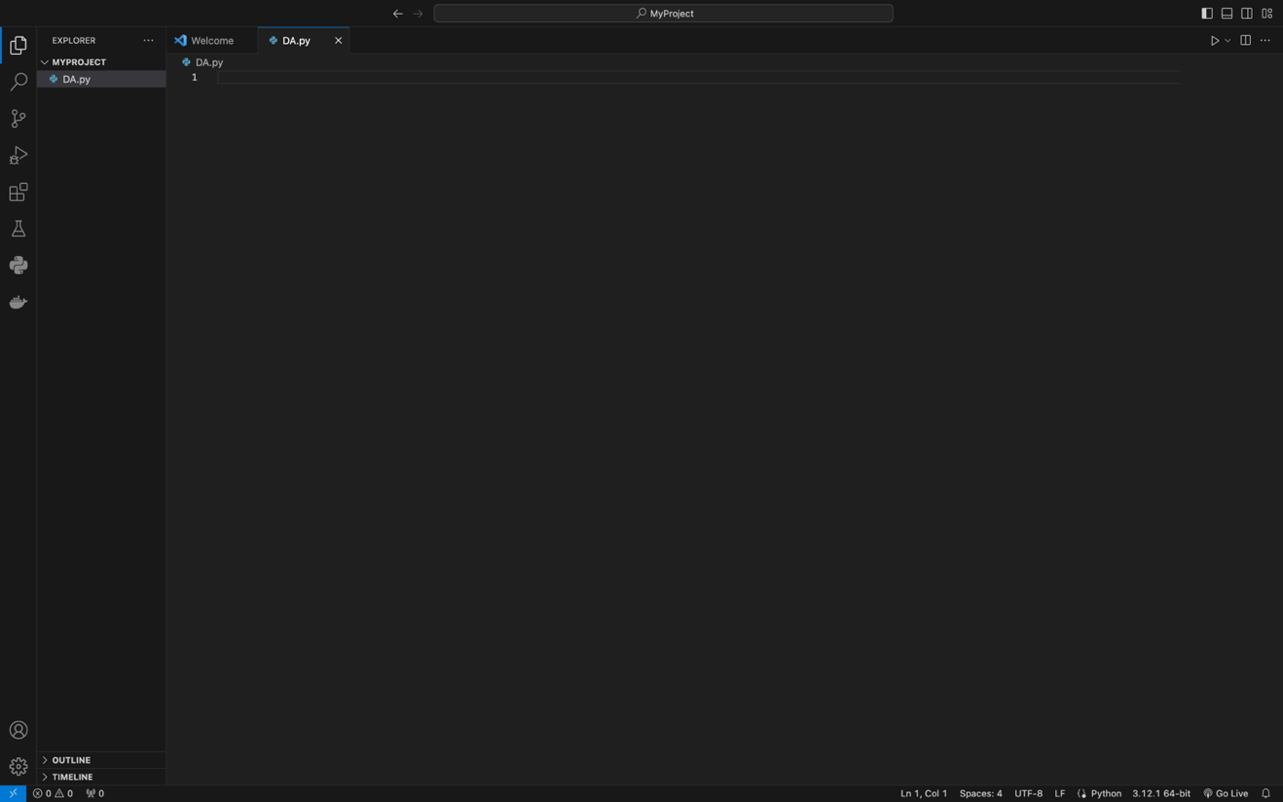 MyProject
EXPLORER
Welcome
DA.py
MYPROJECT
DA.py
DA.py
1
OUTLINE
TIMELINE
0 0 0 Ln 1, Col 1 Spaces: 4 UTF-8 LF Python 3.12.1 64-bit Go Live